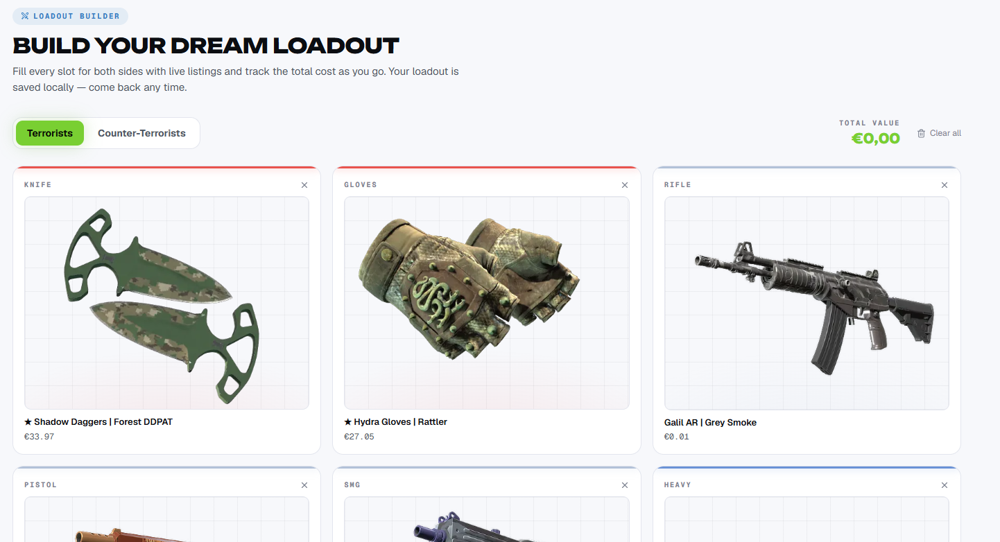 LOADOUT BUILDER
BUILD YOUR DREAM LOADOUT
Fill every slot for both sides with live listings and track the total cost as you go. Your loadout is
saved locally — come back any time.
Terrorists
Counter-Terrorists
TOTAL VALUE
€0,00
Clear all
KNIFE
GLOVES
RIFLE
★ Shadow Daggers | Forest DDPAT
€33.97
★ Hydra Gloves | Rattler
€27.05
Galil AR | Grey Smoke
€0.01
PISTOL
SMG
HEAVY